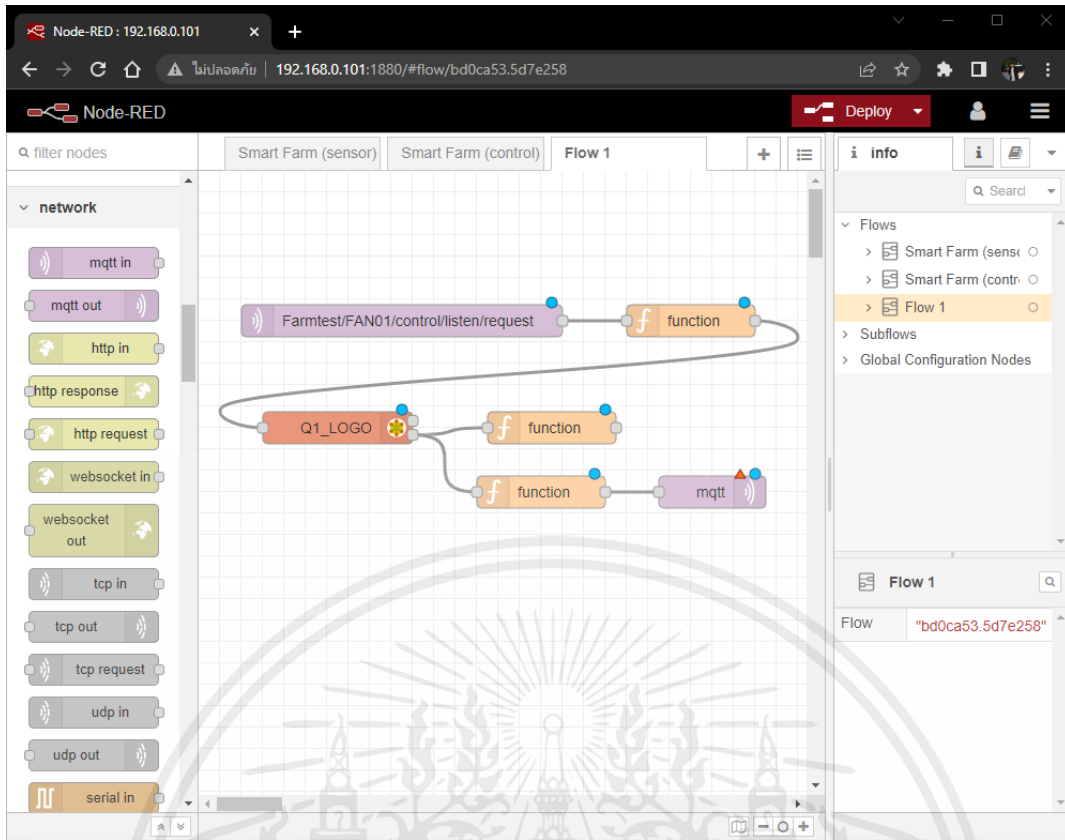 Node-RED : 192.168.0.101
ไม่ปลอดภัย 192.168.0.101:1880/#flow/bd0ca53.5d7e258
Node-RED
Deploy
filter nodes
Smart Farm (sensor)
Smart Farm (control)
Flow 1
i info
i
network
mqtt in
mqtt out
http in
http response
http request
websocket in
websocket
out
tcp in
tcp out
tcp request
udp in
udp out
serial in
Farmtest/FAN01/control/listen/request
function
Q1_LOGO
function
function
mqtt
Searcl
Flows
Smart Farm (senso
Smart Farm (contr
Flow 1
Subflows
Global Configuration Nodes
Flow 1
Flow "bd0ca53.5d7e258"